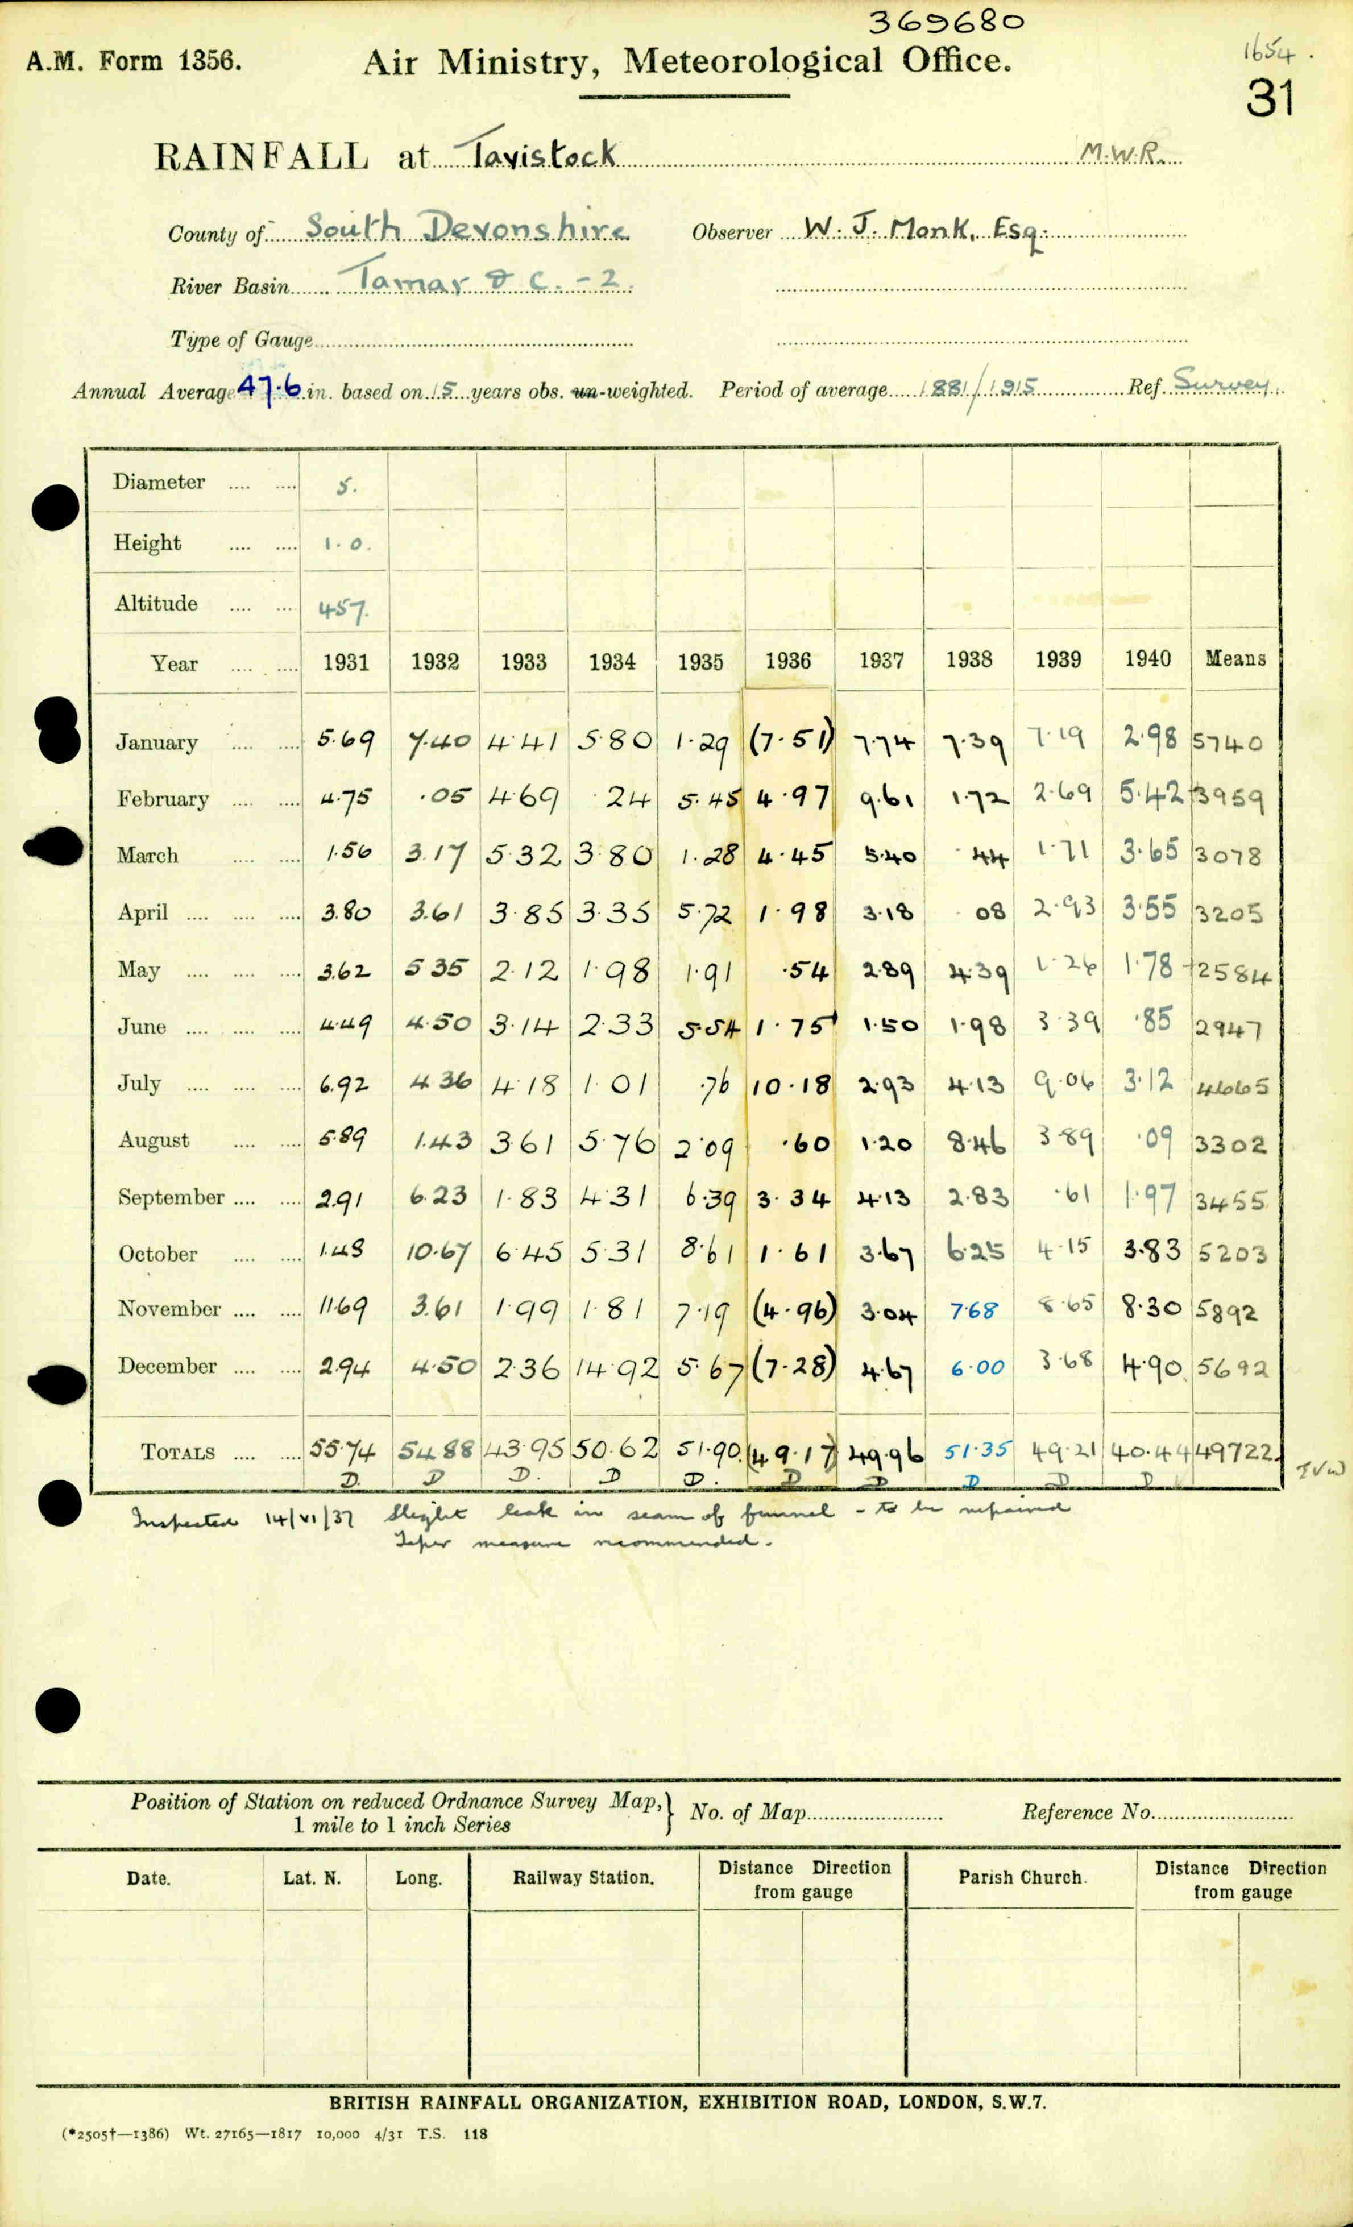 369680
A.M. Form 1356. Air Ministry, Meteorological Office. 1654.
31
RAINFALL at Tavistock M.W.R.
County of South Devonshire Observer W. J. Monk, Esq.
River Basin Tamar & C. - 2.
Type of Gauge
Annual Average 47.6 in. based on 15 years obs. un-weighted. Period of average 1881/1915 Ref. Survey.
Diameter 5.
Height 1.0.
Altitude 457.
Year 1931 1932 1933 1934 1935 1936 1937 1938 1939 1940 Means
January 5.69 7.40 4.41 5.80 1.29 (7.51) 7.74 7.39 7.19 2.98 5740
February 4.75 .05 4.69 .24 5.45 4.97 9.61 1.72 2.69 5.42 3959
March 1.56 3.17 5.32 3.80 1.28 4.45 5.40 .44 1.71 3.65 3078
April 3.80 3.61 3.85 3.35 5.72 1.98 3.18 .08 2.93 3.55 3205
May 3.62 5.35 2.12 1.98 1.91 .54 2.89 4.39 1.26 1.78 2584
June 4.49 4.50 3.14 2.33 5.54 1.75 1.50 1.98 3.39 .85 2947
July 6.92 4.36 4.18 1.01 .76 10.18 2.93 4.13 9.06 3.12 4665
August 5.89 1.43 3.61 5.76 2.09 .60 1.20 8.46 3.89 .09 3302
September 2.91 6.23 1.83 4.31 6.39 3.34 4.13 2.83 .61 1.97 3455
October 1.48 10.67 6.45 5.31 8.61 1.61 3.67 6.25 4.15 3.83 5203
November 11.69 3.61 1.99 1.81 7.19 (4.96) 3.04 7.68 8.65 8.30 5892
December 2.94 4.50 2.36 14.92 5.67 (7.28) 4.67 6.00 3.68 4.90 5692
TOTALS 55.74 54.88 43.95 50.62 51.90 (49.17) 49.96 51.35 49.21 40.44 49722
D. D D. D D. D D D D D
Inspected 14/VI/37 Slight leak in seam of funnel - to be repaired
Taper measure recommended.
Position of Station on reduced Ordnance Survey Map, 1 mile to 1 inch Series } No. of Map Reference No.
Date. Lat. N. Long. Railway Station. Distance Direction from gauge Parish Church. Distance Direction from gauge
BRITISH RAINFALL ORGANIZATION, EXHIBITION ROAD, LONDON, S.W.7.
(*2505†—1386) Wt. 27165—1817 10,000 4/31 T.S. 118